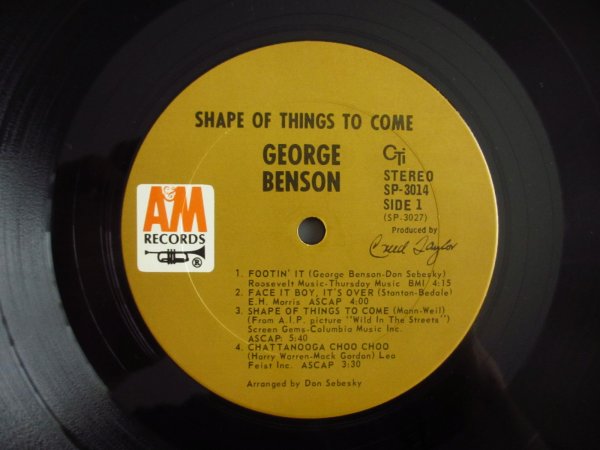 SHAPE OF THINGS TO COME
GEORGE
BENSON
CTi
STEREO
SP-3014
SIDE 1
(SP-3027)
Produced by
Creed Taylor
A&M
RECORDS
®
1. FOOTIN' IT (George Benson-Don Sebesky)
Roosevelt Music-Thursday Music BMI/4:15
2. FACE IT BOY, IT'S OVER (Stanton-Bedale)
E.H. Morris ASCAP 4:00
3. SHAPE OF THINGS TO COME (Mann-Weil)
(From A.I.P. picture "Wild In The Streets")
Screen Gems-Columbia Music Inc.
ASCAP 5:40
4. CHATTANOOGA CHOO CHOO
(Harry Warren-Mack Gordon) Leo
Feist Inc. ASCAP 3:30
Arranged by Don Sebesky